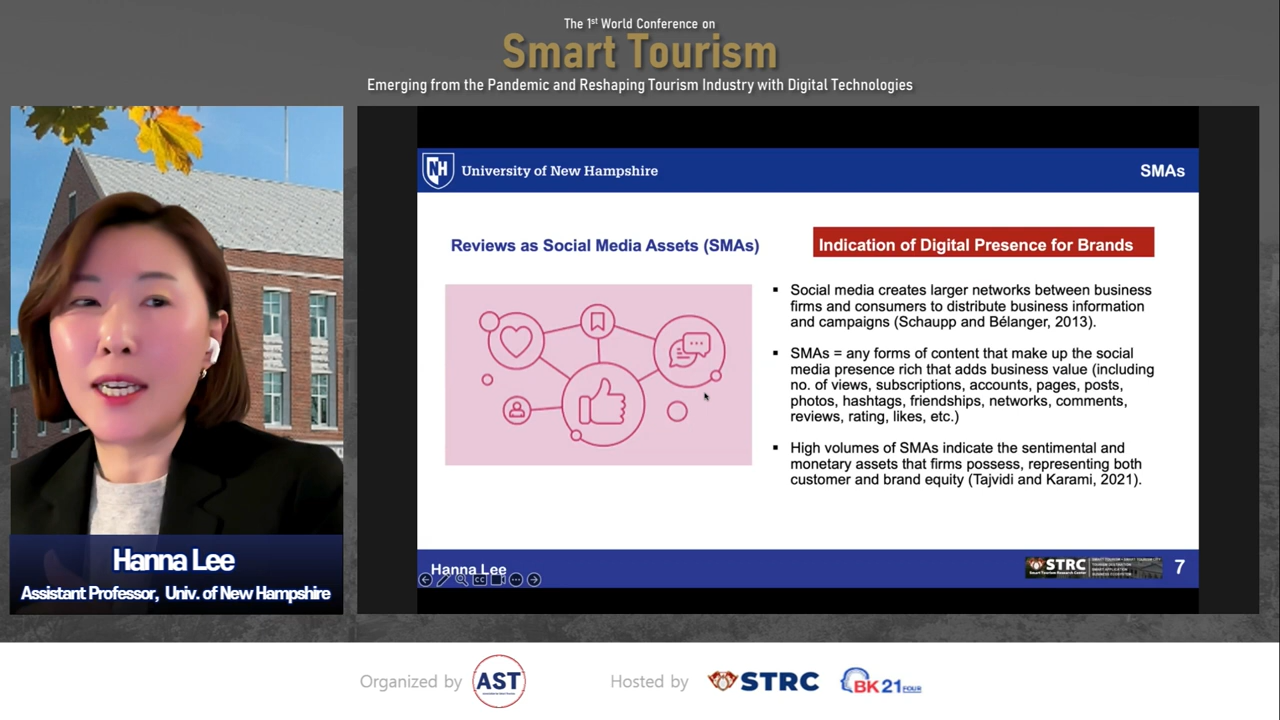 The 1st World Conference on
Smart Tourism
Emerging from the Pandemic and Reshaping Tourism Industry with Digital Technologies
University of New Hampshire
SMAs
Reviews as Social Media Assets (SMAs)
Indication of Digital Presence for Brands
▪ Social media creates larger networks between business
firms and consumers to distribute business information
and campaigns (Schaupp and Bélanger, 2013).
▪ SMAs = any forms of content that make up the social
media presence rich that adds business value (including
no. of views, subscriptions, accounts, pages, posts,
photos, hashtags, friendships, networks, comments,
reviews, rating, likes, etc.)
▪ High volumes of SMAs indicate the sentimental and
monetary assets that firms possess, representing both
customer and brand equity (Tajvidi and Karami, 2021).
Hanna Lee
CC
STRC
Smart Tourism Research Center
7
Hanna Lee
Assistant Professor, Univ. of New Hampshire
Organized by
AST
Hosted by
STRC
BK21 FOUR